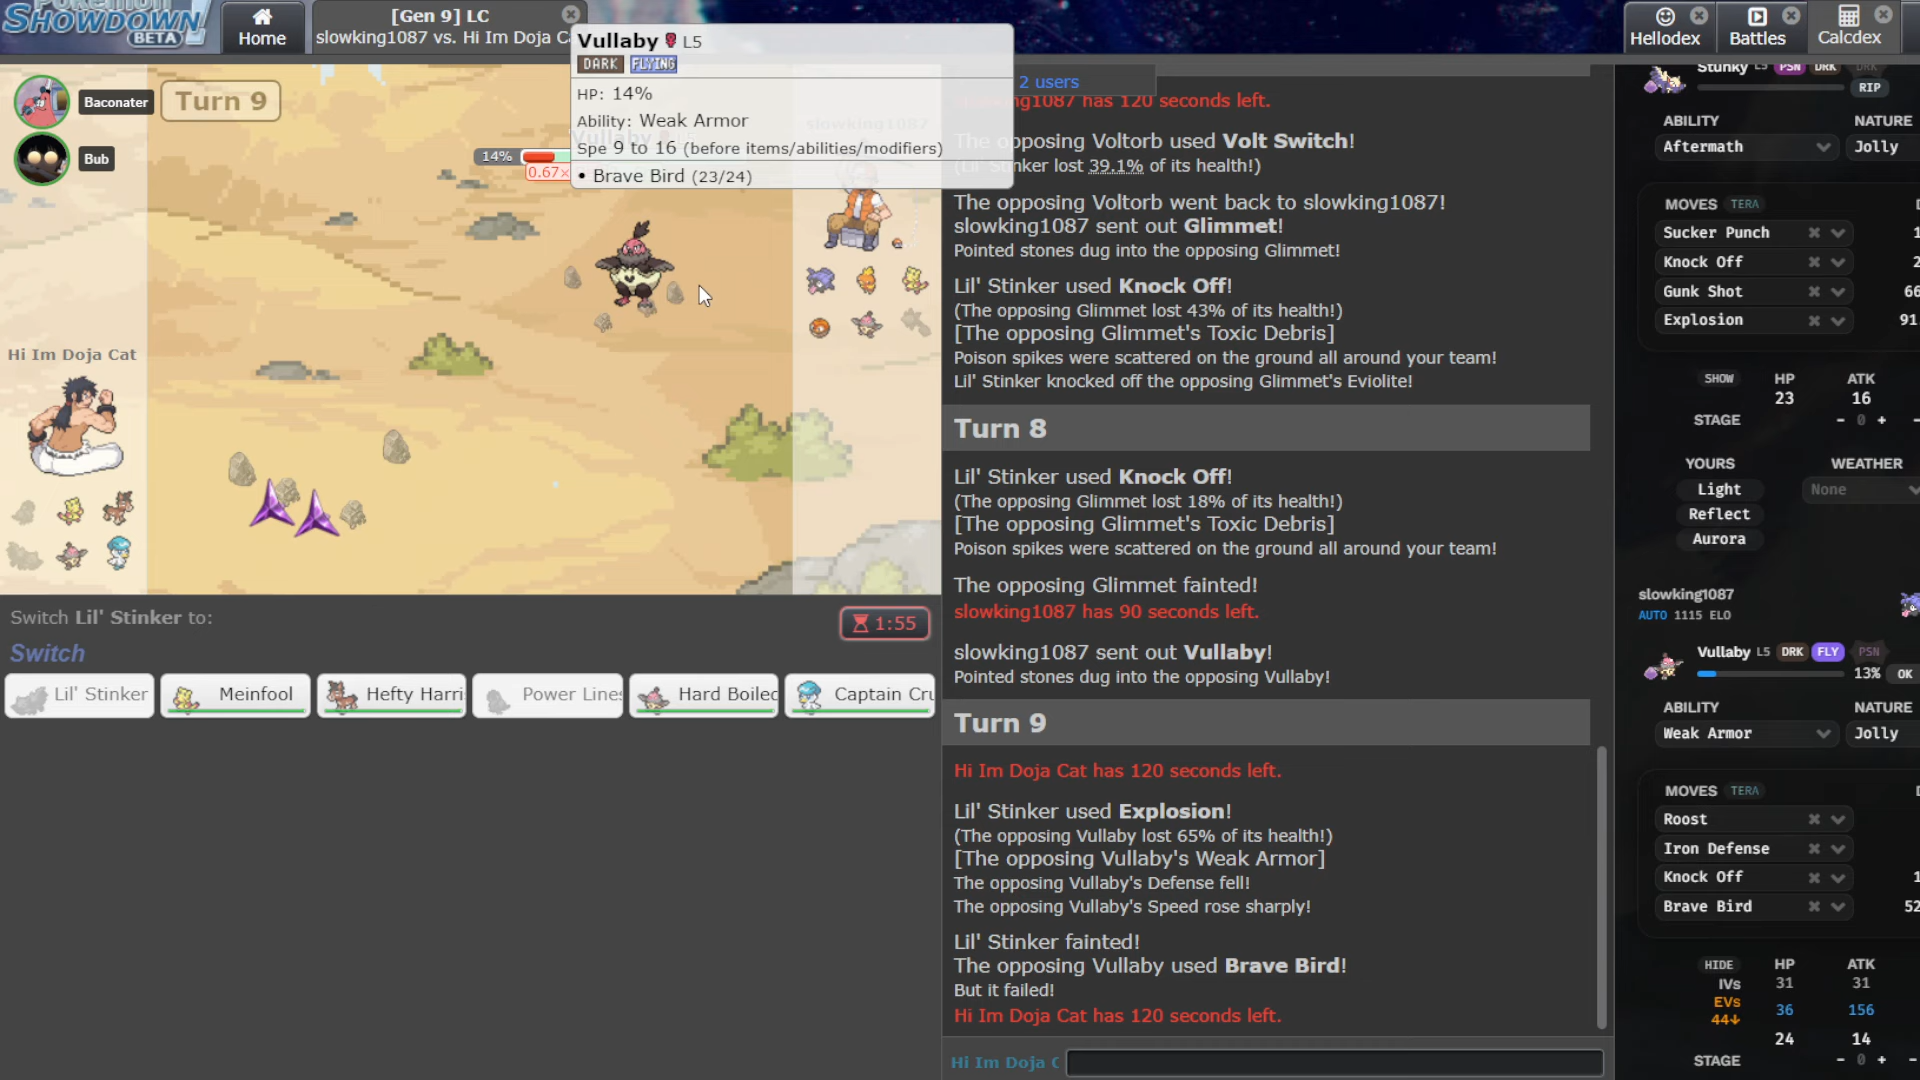 Pokémon
SHOWDOWN
BETA
Home
[Gen 9] LC
slowking1087 vs. Hi Im Doja C
Hellodex
Battles
Calcdex
Baconater
Bub
Turn 9
Vullaby L5
DARK FLYING
HP: 14%
Ability: Weak Armor
Spe 9 to 16 (before items/abilities/modifiers)
• Brave Bird (23/24)
14%
0.67×
slowking1087
Hi Im Doja Cat
Switch Lil' Stinker to:
1:55
Switch
Lil' Stinker
Meinfool
Hefty Harri
Power Lines
Hard Boiled
Captain Cru
2 users
slowking1087 has 120 seconds left.
The opposing Voltorb used Volt Switch!
(Lil' Stinker lost 39.1% of its health!)
The opposing Voltorb went back to slowking1087!
slowking1087 sent out Glimmet!
Pointed stones dug into the opposing Glimmet!
Lil' Stinker used Knock Off!
(The opposing Glimmet lost 43% of its health!)
[The opposing Glimmet's Toxic Debris]
Poison spikes were scattered on the ground all around your team!
Lil' Stinker knocked off the opposing Glimmet's Eviolite!
Turn 8
Lil' Stinker used Knock Off!
(The opposing Glimmet lost 18% of its health!)
[The opposing Glimmet's Toxic Debris]
Poison spikes were scattered on the ground all around your team!
The opposing Glimmet fainted!
slowking1087 has 90 seconds left.
slowking1087 sent out Vullaby!
Pointed stones dug into the opposing Vullaby!
Turn 9
Hi Im Doja Cat has 120 seconds left.
Lil' Stinker used Explosion!
(The opposing Vullaby lost 65% of its health!)
[The opposing Vullaby's Weak Armor]
The opposing Vullaby's Defense fell!
The opposing Vullaby's Speed rose sharply!
Lil' Stinker fainted!
The opposing Vullaby used Brave Bird!
But it failed!
Hi Im Doja Cat has 120 seconds left.
Hi Im Doja C
Stunky L5 PSN DRK DRK
RIP
ABILITY NATURE
Aftermath Jolly
MOVES TERA
Sucker Punch 1
Knock Off 2
Gunk Shot 66
Explosion 91
SHOW HP ATK
23 16
STAGE - 0 +
YOURS WEATHER
Light None
Reflect
Aurora
slowking1087
AUTO 1115 ELO
Vullaby L5 DRK FLY PSN
13% OK
ABILITY NATURE
Weak Armor Jolly
MOVES TERA
Roost
Iron Defense
Knock Off 1
Brave Bird 52
HIDE HP ATK
IVs 31 31
EVs 36 156
44↓
24 14
STAGE - 0 +